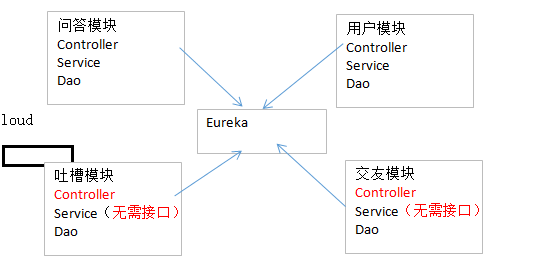 问答模块
Controller
Service
Dao
用户模块
Controller
Service
Dao
loud
Eureka
吐槽模块
Controller
Service（无需接口）
Dao
交友模块
Controller
Service（无需接口）
Dao